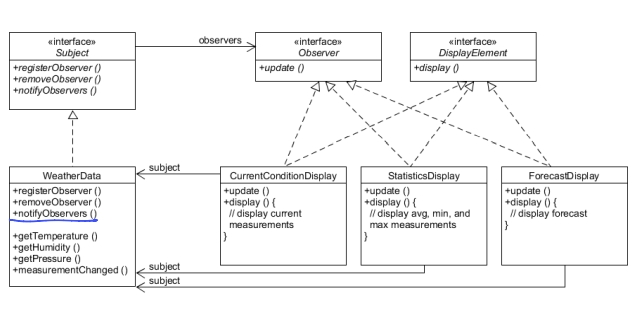 «interface»
Subject
+registerObserver ()
+removeObserver ()
+notifyObservers ()
observers
«interface»
Observer
+update ()
«interface»
DisplayElement
+display ()
WeatherData
+registerObserver ()
+removeObserver ()
+notifyObservers ()
+getTemperature ()
+getHumidity ()
+getPressure ()
+measurementChanged ()
subject
CurrentConditionDisplay
+update ()
+display () {
// display current
measurements
}
StatisticsDisplay
+update ()
+display () {
// display avg, min, and
max measurements
}
ForecastDisplay
+update ()
+display () {
// display forecast
}
subject
subject